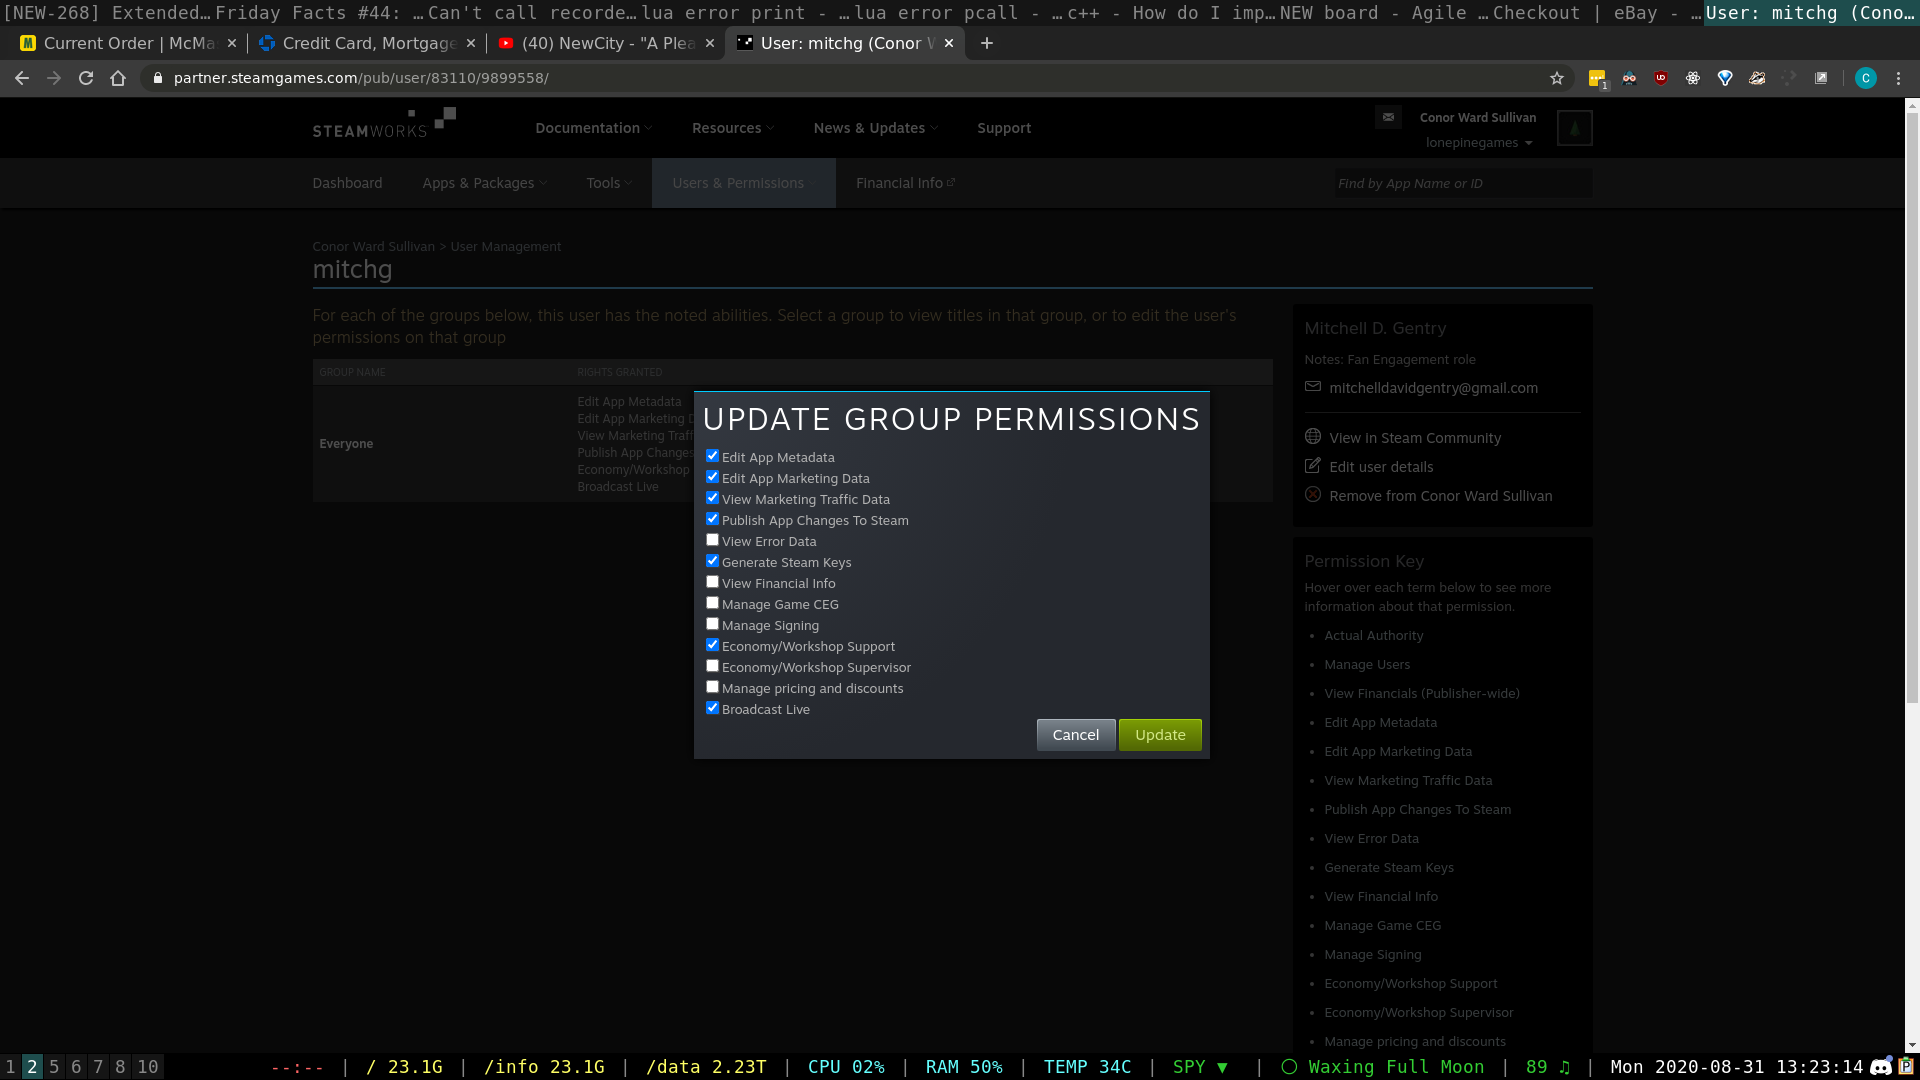 [NEW-268] Extended…Friday Facts #44: …Can't call recorde…lua error print - …lua error pcall - …c++ - How do I imp…NEW board - Agile …Checkout | eBay - …User: mitchg (Cono…
Current Order | McMa
Credit Card, Mortgage
(40) NewCity - "A Plea
User: mitchg (Conor W
partner.steamgames.com/pub/user/83110/9899558/
STEAMWORKS
Documentation
Resources
News & Updates
Support
Conor Ward Sullivan
lonepinegames
Dashboard
Apps & Packages
Tools
Users & Permissions
Financial Info
Find by App Name or ID
Conor Ward Sullivan > User Management
mitchg
For each of the groups below, this user has the noted abilities. Select a group to view titles in that group, or to edit the user's
permissions on that group
GROUP NAME
RIGHTS GRANTED
Everyone
Edit App Metadata
Edit App Marketing D
View Marketing Traff
Publish App Changes
Economy/Workshop
Broadcast Live
UPDATE GROUP PERMISSIONS
Edit App Metadata
Edit App Marketing Data
View Marketing Traffic Data
Publish App Changes To Steam
View Error Data
Generate Steam Keys
View Financial Info
Manage Game CEG
Manage Signing
Economy/Workshop Support
Economy/Workshop Supervisor
Manage pricing and discounts
Broadcast Live
Cancel
Update
Mitchell D. Gentry
Notes: Fan Engagement role
mitchelldavidgentry@gmail.com
View in Steam Community
Edit user details
Remove from Conor Ward Sullivan
Permission Key
Hover over each term below to see more
information about that permission.
• Actual Authority
• Manage Users
• View Financials (Publisher-wide)
• Edit App Metadata
• Edit App Marketing Data
• View Marketing Traffic Data
• Publish App Changes To Steam
• View Error Data
• Generate Steam Keys
• View Financial Info
• Manage Game CEG
• Manage Signing
• Economy/Workshop Support
• Economy/Workshop Supervisor
• Manage pricing and discounts
1 2 5 6 7 8 10
--:-- | / 23.1G | /info 23.1G | /data 2.23T | CPU 02% | RAM 50% | TEMP 34C | SPY ▼ | Waxing Full Moon | 89 ♫ | Mon 2020-08-31 13:23:14